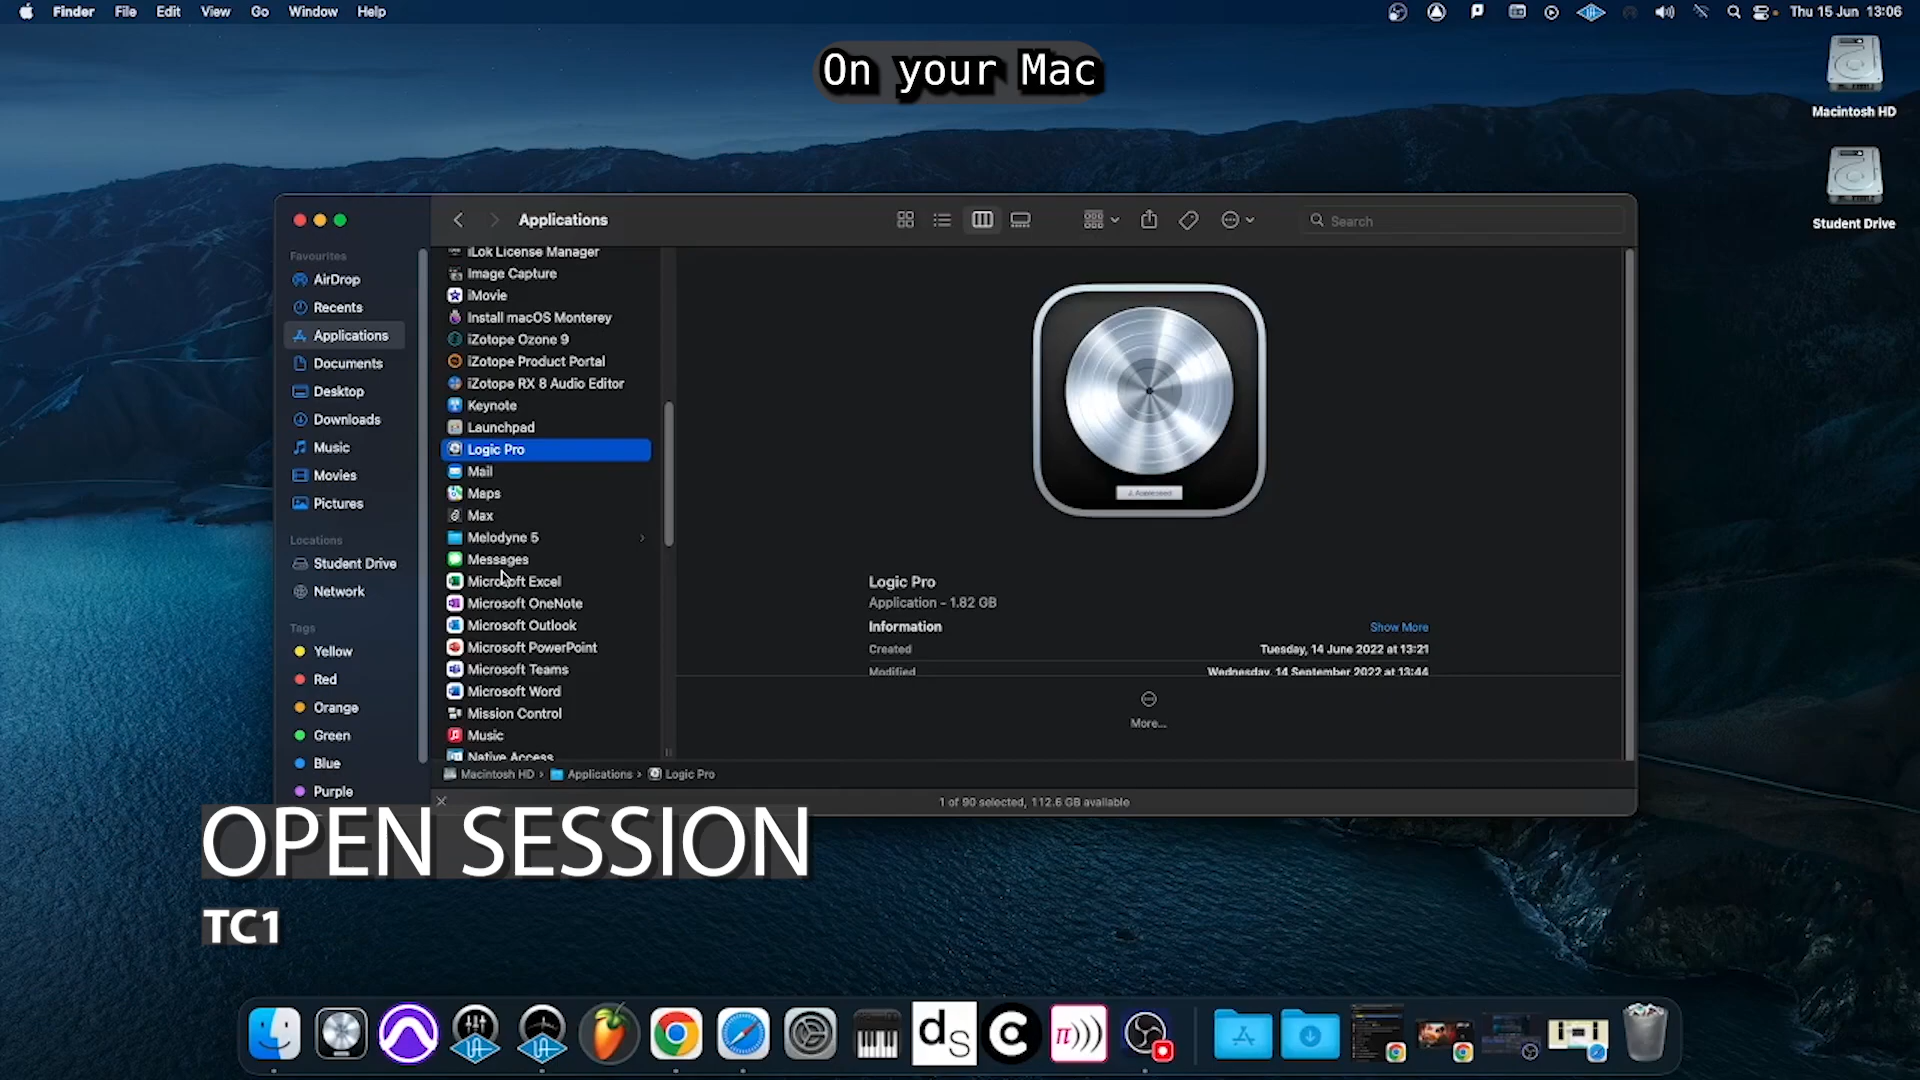 Finder File Edit View Go Window Help
Thu 15 Jun 13:06
On your Mac
Macintosh HD
Student Drive
Applications
Search
Favourites
AirDrop
Recents
Applications
Documents
Desktop
Downloads
Music
Movies
Pictures
Locations
Student Drive
Network
Tags
Yellow
Red
Orange
Green
Blue
Purple
iLok License Manager
Image Capture
iMovie
Install macOS Monterey
iZotope Ozone 9
iZotope Product Portal
iZotope RX 8 Audio Editor
Keynote
Launchpad
Logic Pro
Mail
Maps
Max
Melodyne 5
Messages
Microsoft Excel
Microsoft OneNote
Microsoft Outlook
Microsoft PowerPoint
Microsoft Teams
Microsoft Word
Mission Control
Music
Native Access
Logic Pro
Application - 1.82 GB
Information
Show More
Created
Tuesday, 14 June 2022 at 13:21
Modified
Wednesday, 14 September 2022 at 13:44
More...
Macintosh HD › Applications › Logic Pro
1 of 90 selected, 112.6 GB available
OPEN SESSION
TC1
ds